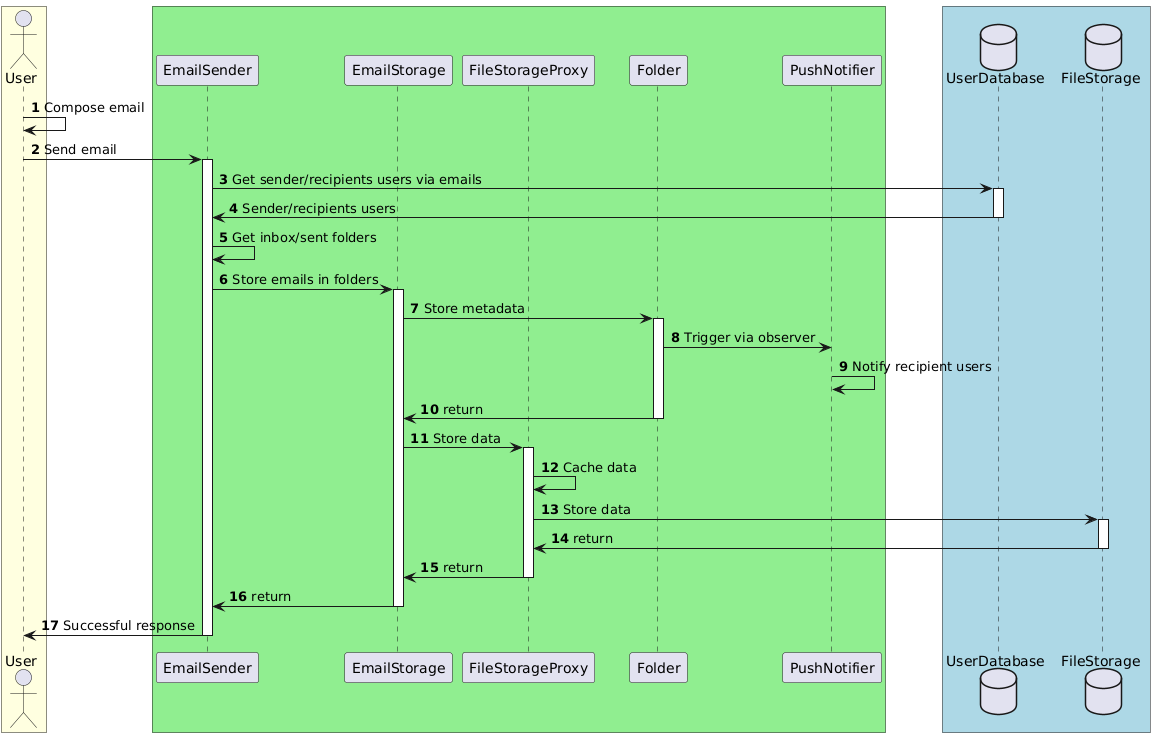 User
EmailSender
EmailStorage
FileStorageProxy
Folder
PushNotifier
UserDatabase
FileStorage
1 Compose email
2 Send email
3 Get sender/recipients users via emails
4 Sender/recipients users
5 Get inbox/sent folders
6 Store emails in folders
7 Store metadata
8 Trigger via observer
9 Notify recipient users
10 return
11 Store data
12 Cache data
13 Store data
14 return
15 return
16 return
17 Successful response
User
EmailSender
EmailStorage
FileStorageProxy
Folder
PushNotifier
UserDatabase
FileStorage